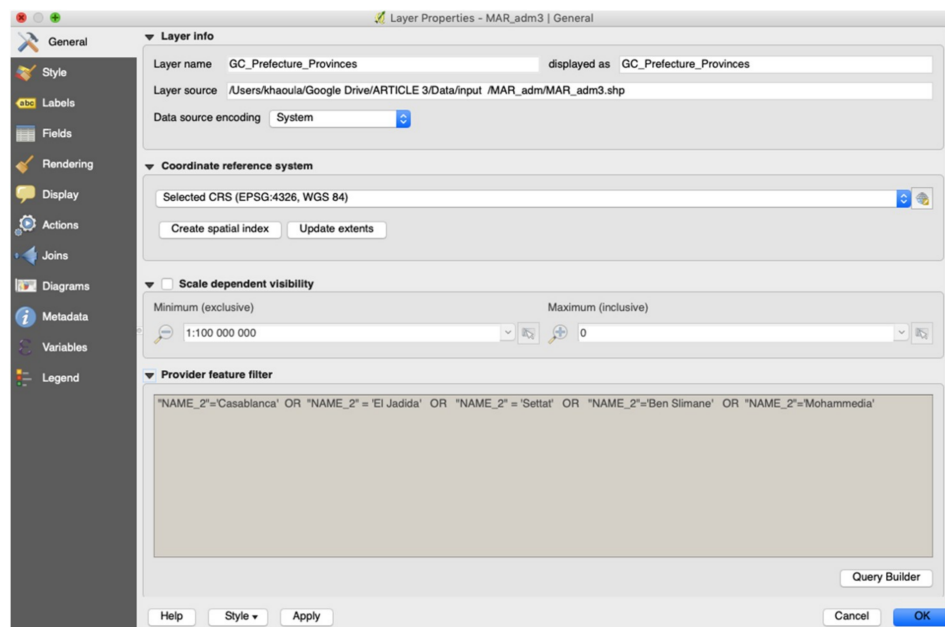 Layer Properties - MAR_adm3 | General
General
Style
Labels
Fields
Rendering
Display
Actions
Joins
Diagrams
Metadata
Variables
Legend
Layer info
Layer name GC_Prefecture_Provinces displayed as GC_Prefecture_Provinces
Layer source /Users/khaoula/Google Drive/ARTICLE 3/Data/input /MAR_adm/MAR_adm3.shp
Data source encoding System
Coordinate reference system
Selected CRS (EPSG:4326, WGS 84)
Create spatial index Update extents
Scale dependent visibility
Minimum (exclusive) Maximum (inclusive)
1:100 000 000 0
Provider feature filter
"NAME_2"='Casablanca' OR "NAME_2" = 'El Jadida' OR "NAME_2" = 'Settat' OR "NAME_2"='Ben Slimane' OR "NAME_2"='Mohammedia'
Query Builder
Help Style Apply Cancel OK